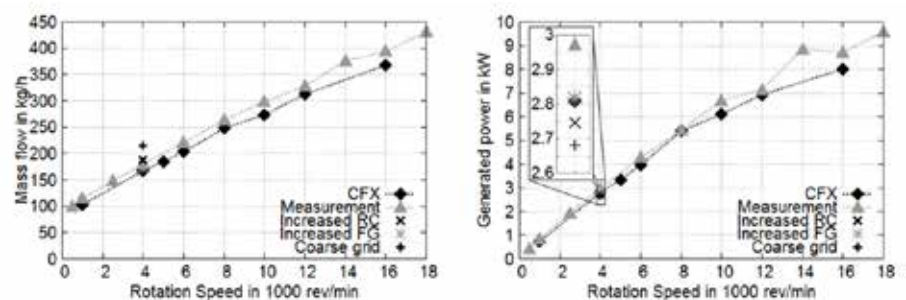 450
400
350
300
250
200
150
100
50
0
Mass flow in kg/h
CFX
Measurement
Increased RC
Increased FG
Coarse grid
0 2 4 6 8 10 12 14 16 18
Rotation Speed in 1000 rev/min
10
9
8
7
6
5
4
3
2
1
0
Generated power in kW
3
2.9
2.8
2.7
2.6
CFX
Measurement
Increased RC
Increased FG
Coarse grid
0 2 4 6 8 10 12 14 16 18
Rotation Speed in 1000 rev/min